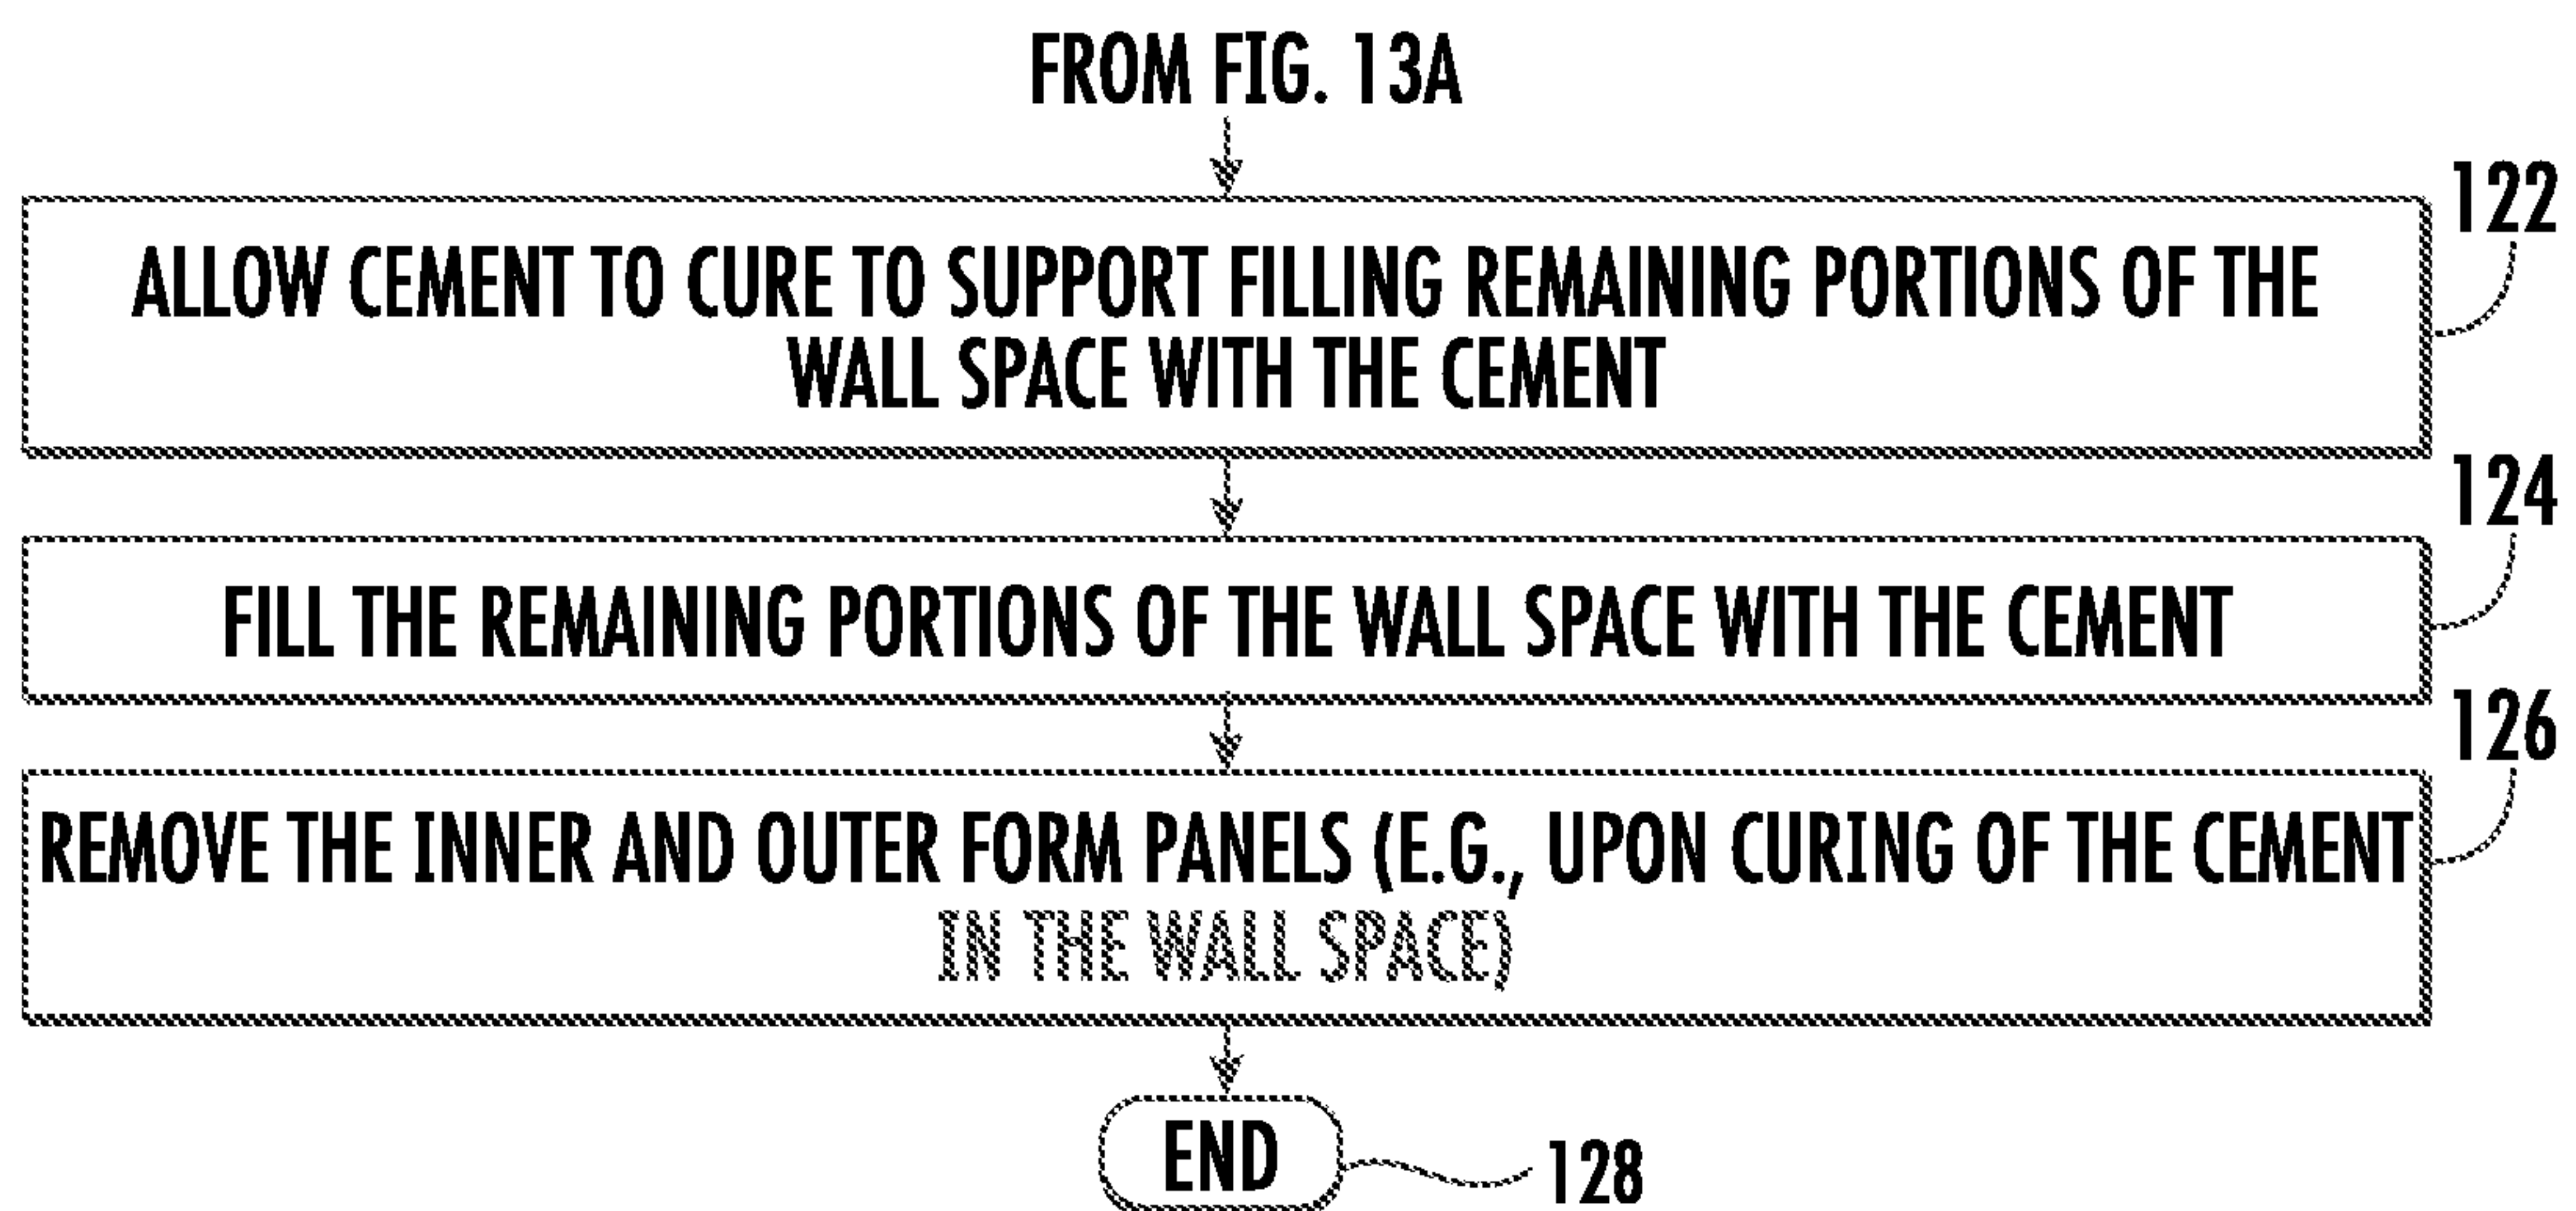 FROM FIG. 13A
122
ALLOW CEMENT TO CURE TO SUPPORT FILLING REMAINING PORTIONS OF THE
WALL SPACE WITH THE CEMENT
124
FILL THE REMAINING PORTIONS OF THE WALL SPACE WITH THE CEMENT
126
REMOVE THE INNER AND OUTER FORM PANELS (E.G., UPON CURING OF THE CEMENT
IN THE WALL SPACE)
END
128